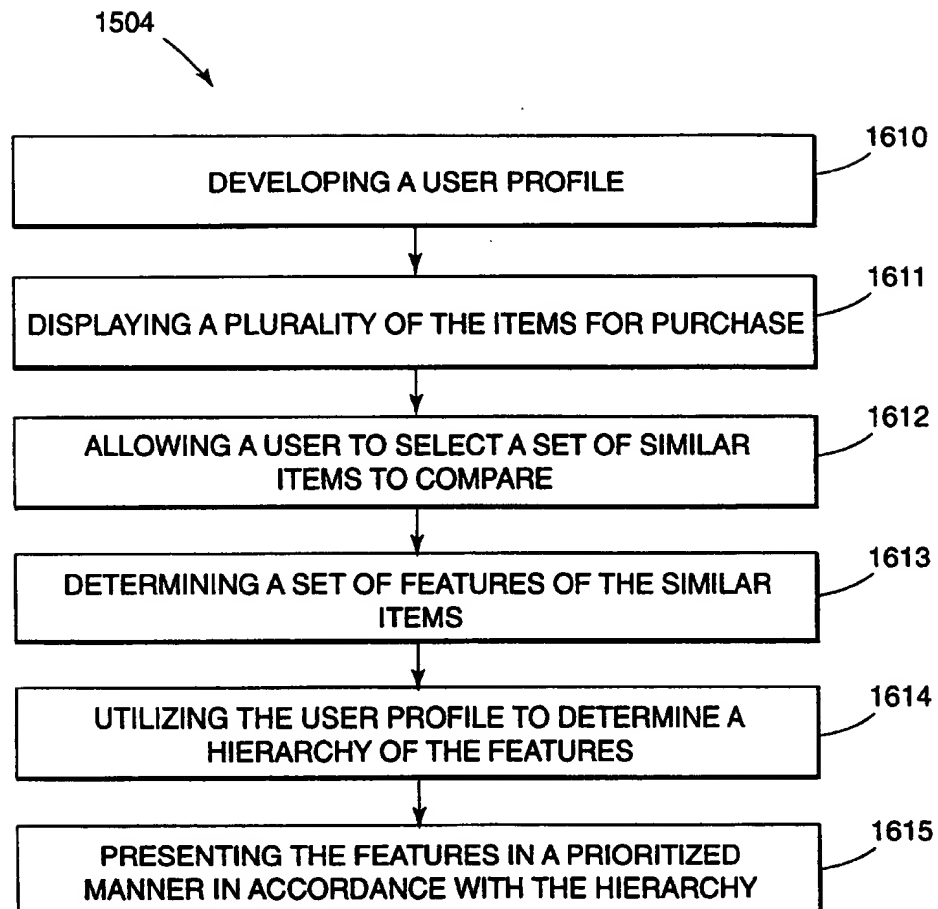 1504
1610
DEVELOPING A USER PROFILE
1611
DISPLAYING A PLURALITY OF THE ITEMS FOR PURCHASE
1612
ALLOWING A USER TO SELECT A SET OF SIMILAR
ITEMS TO COMPARE
1613
DETERMINING A SET OF FEATURES OF THE SIMILAR
ITEMS
1614
UTILIZING THE USER PROFILE TO DETERMINE A
HIERARCHY OF THE FEATURES
1615
PRESENTING THE FEATURES IN A PRIORITIZED
MANNER IN ACCORDANCE WITH THE HIERARCHY